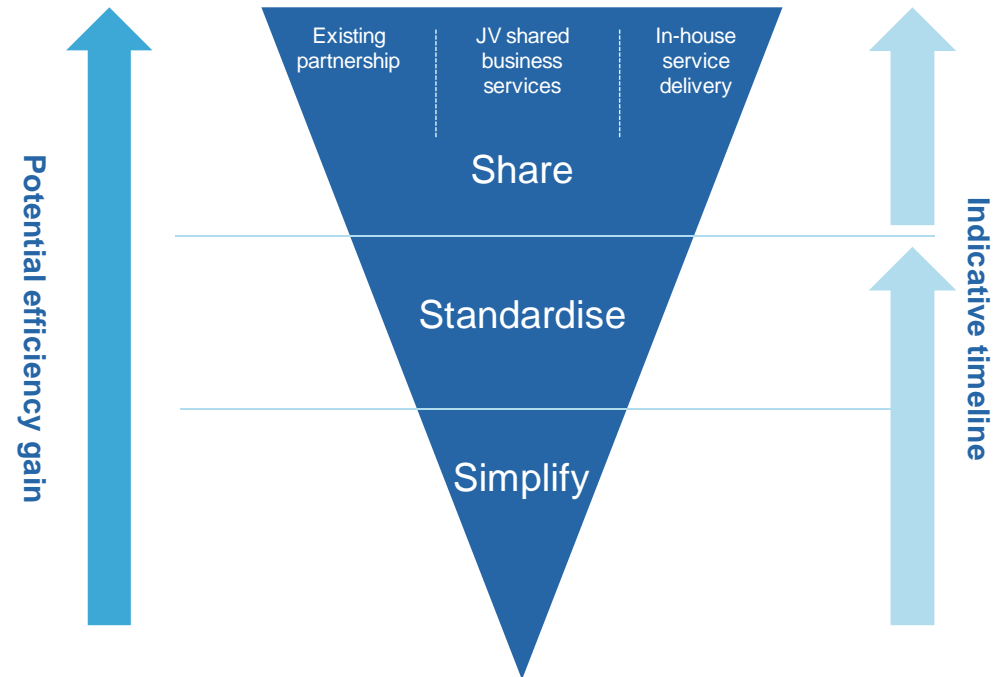 Existing
partnership
JV shared
business
services
In-house
service
delivery
Share
Standardise
Simplify
Potential efficiency gain
Indicative timeline